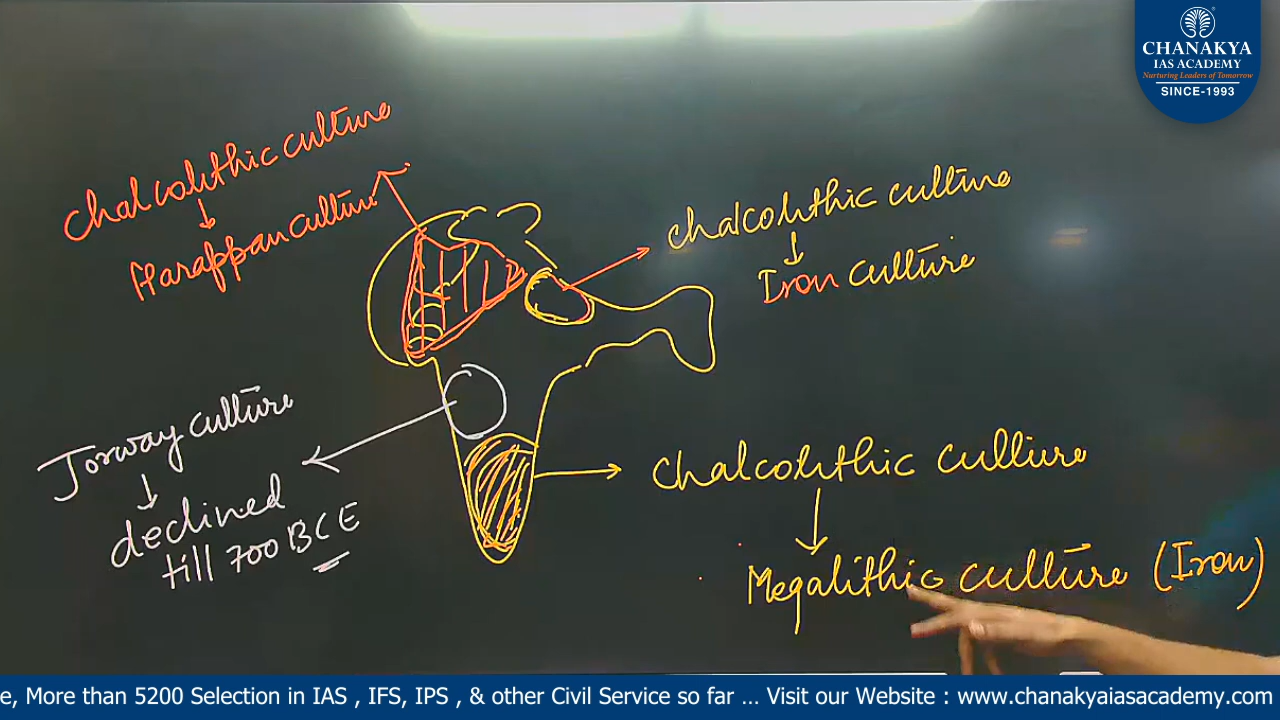 CHANAKYA
IAS ACADEMY
Nurturing Leaders of Tomorrow
SINCE-1993
Chalcolithic culture
↓
Harappan culture
Chalcolithic culture
↓
Iron culture
Jorway culture
↓
declined
till 700 BCE
Chalcolithic culture
↓
Megalithic culture (Iron)
e, More than 5200 Selection in IAS , IFS, IPS , & other Civil Service so far ... Visit our Website : www.chanakyaiasacademy.com